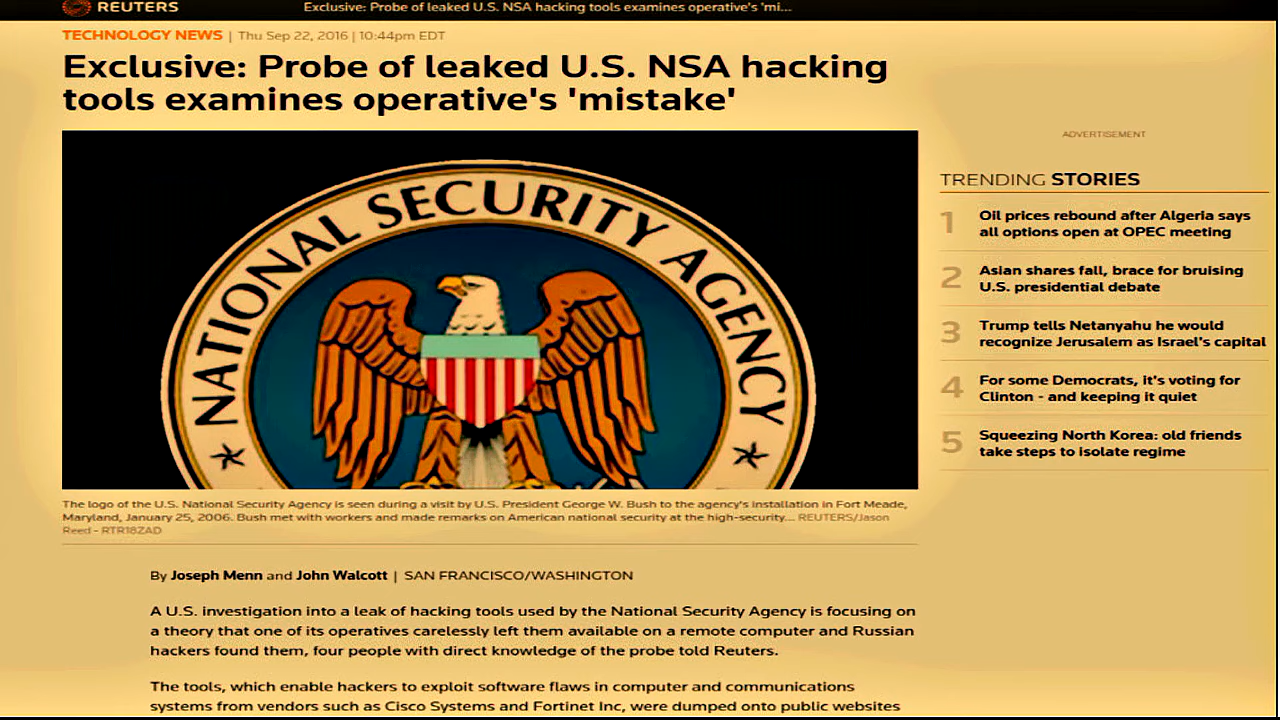 REUTERS
Exclusive: Probe of leaked U.S. NSA hacking tools examines operative's 'mi...
TECHNOLOGY NEWS | Thu Sep 22, 2016 | 10:44pm EDT
Exclusive: Probe of leaked U.S. NSA hacking
tools examines operative's 'mistake'
NATIONAL SECURITY AGENCY
The logo of the U.S. National Security Agency is seen during a visit by U.S. President George W. Bush to the agency's installation in Fort Meade,
Maryland, January 25, 2006. Bush met with workers and made remarks on American national security at the high-security... REUTERS/Jason
Reed - RTR18ZAD
By Joseph Menn and John Walcott | SAN FRANCISCO/WASHINGTON
A U.S. investigation into a leak of hacking tools used by the National Security Agency is focusing on
a theory that one of its operatives carelessly left them available on a remote computer and Russian
hackers found them, four people with direct knowledge of the probe told Reuters.
The tools, which enable hackers to exploit software flaws in computer and communications
systems from vendors such as Cisco Systems and Fortinet Inc, were dumped onto public websites
ADVERTISEMENT
TRENDING STORIES
1 Oil prices rebound after Algeria says
all options open at OPEC meeting
2 Asian shares fall, brace for bruising
U.S. presidential debate
3 Trump tells Netanyahu he would
recognize Jerusalem as Israel's capital
4 For some Democrats, it's voting for
Clinton - and keeping it quiet
5 Squeezing North Korea: old friends
take steps to isolate regime